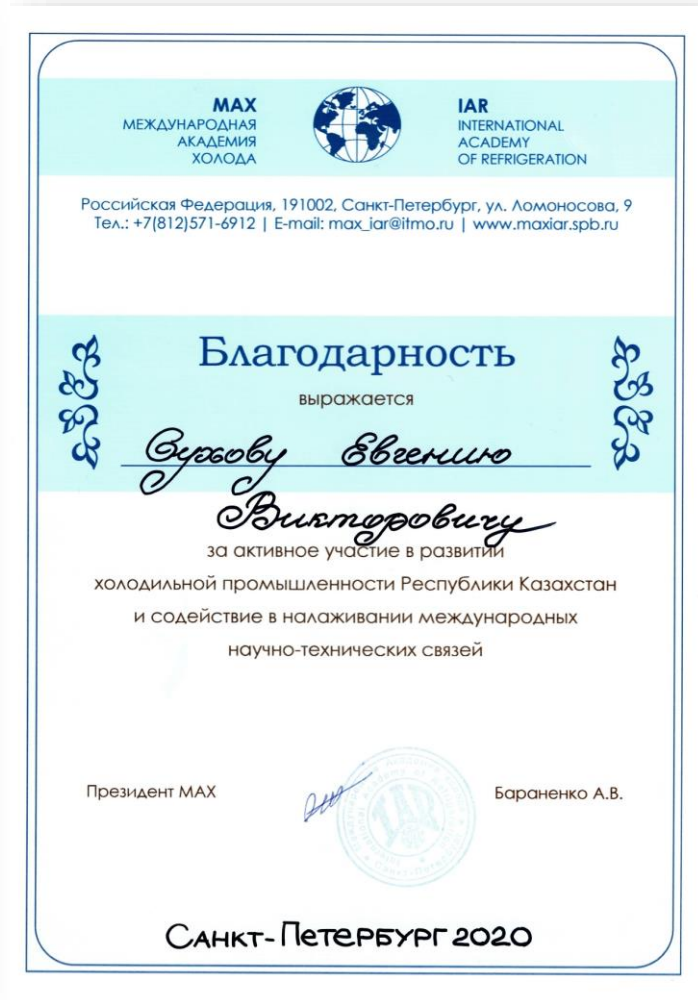 МАХ
МЕЖДУНАРОДНАЯ
АКАДЕМИЯ
ХОЛОДА
IAR
INTERNATIONAL
ACADEMY
OF REFRIGERATION
Российская Федерация, 191002, Санкт-Петербург, ул. Ломоносова, 9
Тел.: +7(812)571-6912 | E-mail: max_iar@itmo.ru | www.maxiar.spb.ru
Благодарность
выражается
Сухову Евгению
Викторовичу
за активное участие в развитии
холодильной промышленности Республики Казахстан
и содействие в налаживании международных
научно-технических связей
Президент МАХ
IAR
Бараненко А.В.
Санкт-Петербург 2020